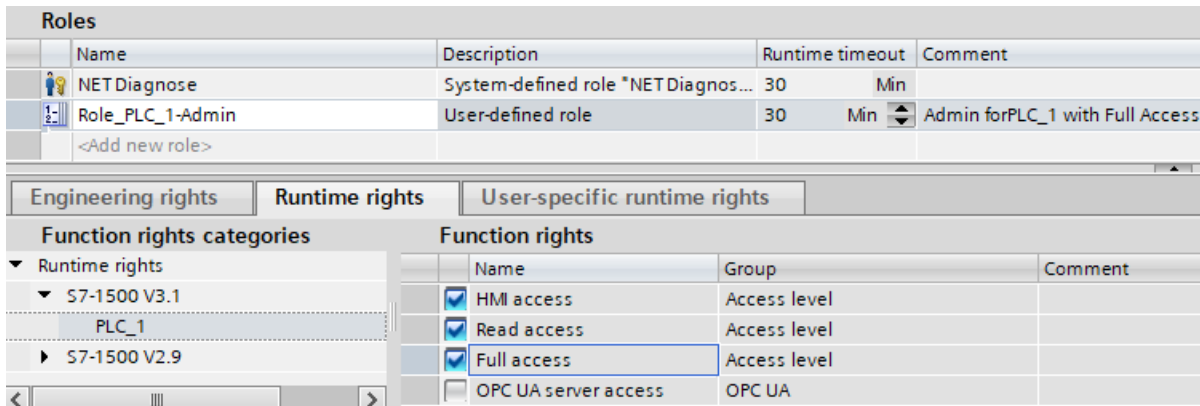 Roles
Name Description Runtime timeout Comment
NET Diagnose System-defined role "NET Diagnos... 30 Min
Role_PLC_1-Admin User-defined role 30 Min Admin forPLC_1 with Full Access
<Add new role>
Engineering rights Runtime rights User-specific runtime rights
Function rights categories Function rights
Runtime rights Name Group Comment
S7-1500 V3.1 HMI access Access level
PLC_1 Read access Access level
S7-1500 V2.9 Full access Access level
OPC UA server access OPC UA